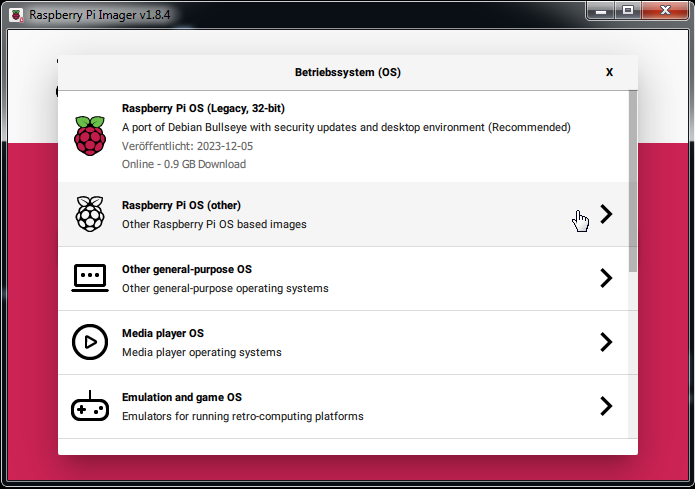 Raspberry Pi Imager v1.8.4
Betriebssystem (OS)
X
Raspberry Pi OS (Legacy, 32-bit)
A port of Debian Bullseye with security updates and desktop environment (Recommended)
Veröffentlicht: 2023-12-05
Online - 0.9 GB Download
Raspberry Pi OS (other)
Other Raspberry Pi OS based images
Other general-purpose OS
Other general-purpose operating systems
Media player OS
Media player operating systems
Emulation and game OS
Emulators for running retro-computing platforms